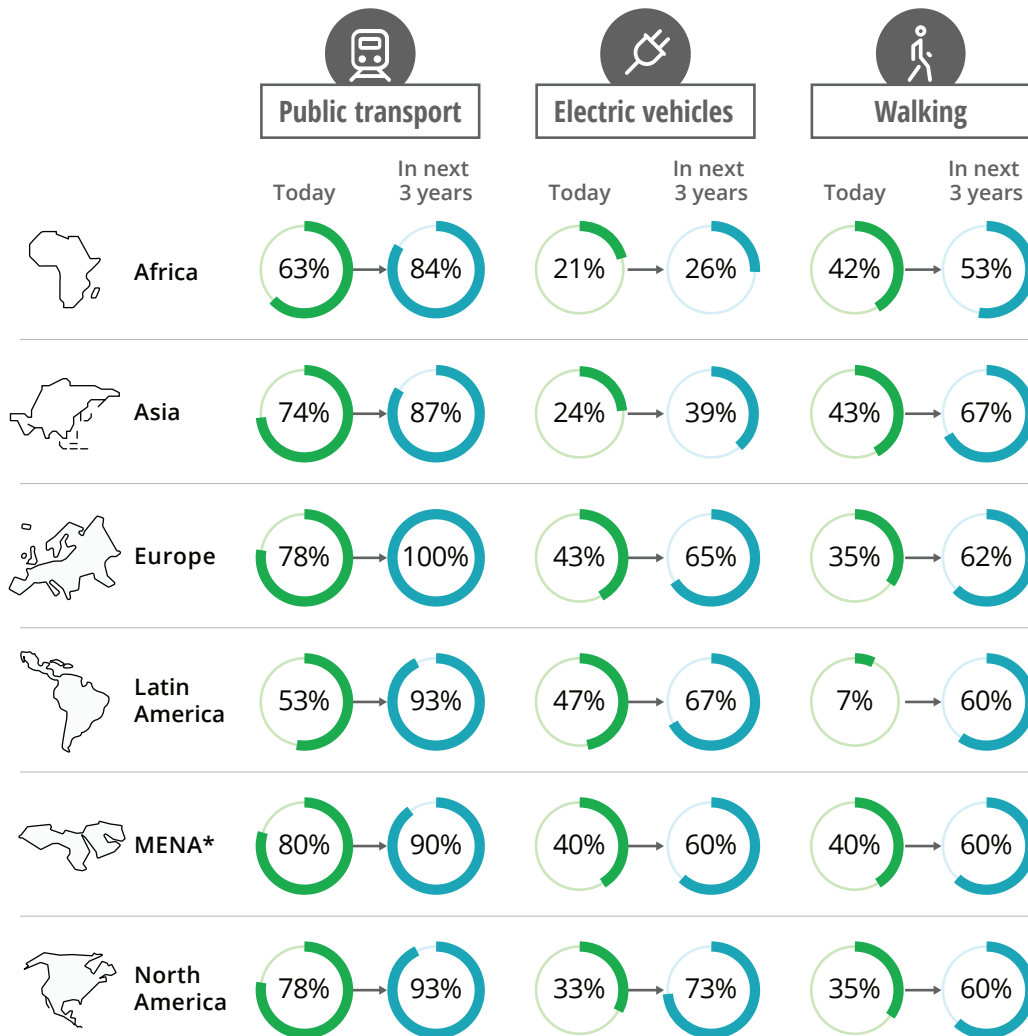 Public transport
Electric vehicles
Walking
Today
In next
3 years
Today
In next
3 years
Today
In next
3 years
Africa
63%
84%
21%
26%
42%
53%
Asia
74%
87%
24%
39%
43%
67%
Europe
78%
100%
43%
65%
35%
62%
Latin
America
53%
93%
47%
67%
7%
60%
MENA*
80%
90%
40%
60%
40%
60%
North
America
78%
93%
33%
73%
35%
60%